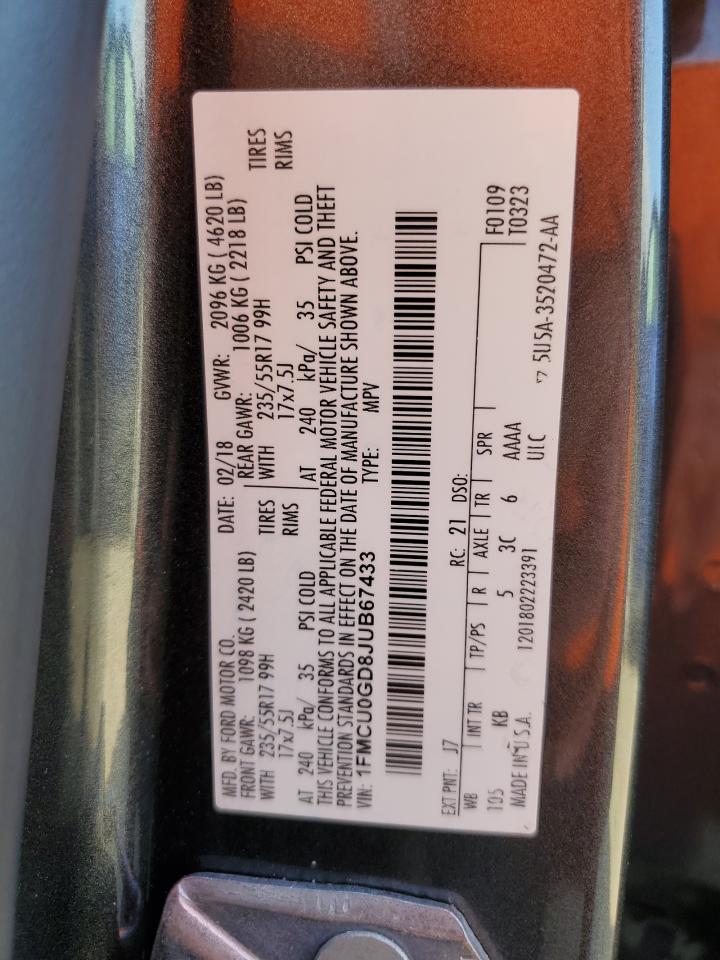 MFD. BY FORD MOTOR CO.
DATE: 02/18 GVWR: 2096 KG ( 4620 LB)
FRONT GAWR: 1098 KG ( 2420 LB) REAR GAWR: 1006 KG ( 2218 LB)
WITH 235/55R17 99H TIRES WITH 235/55R17 99H TIRES
17x7.5J RIMS 17x7.5J RIMS
AT 240 kPa/ 35 PSI COLD AT 240 kPa/ 35 PSI COLD
THIS VEHICLE CONFORMS TO ALL APPLICABLE FEDERAL MOTOR VEHICLE SAFETY AND THEFT
PREVENTION STANDARDS IN EFFECT ON THE DATE OF MANUFACTURE SHOWN ABOVE.
VIN: 1FMCU0GD8JUB67433 TYPE: MPV
EXT PNT: J7 RC: 21 DSO: F0109
WB INT TR TP/PS R AXLE TR SPR T0323
105 KB 5 3C 6 AAAA
MADE IN U.S.A. 1201802223391 UIC 5U5A-3520472-AA